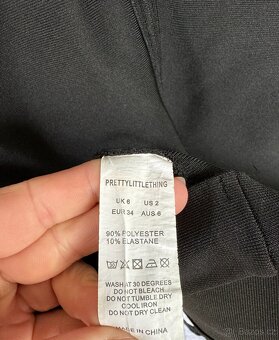 PRETTYLITTLETHING
UK 6 US 2
EUR 34 AUS 6
90% POLYESTER
10% ELASTANE
WASH AT 30 DEGREES
DO NOT BLEACH
DO NOT TUMBLE DRY
COOL IRON
DO NOT DRY CLEAN
MADE IN CHINA